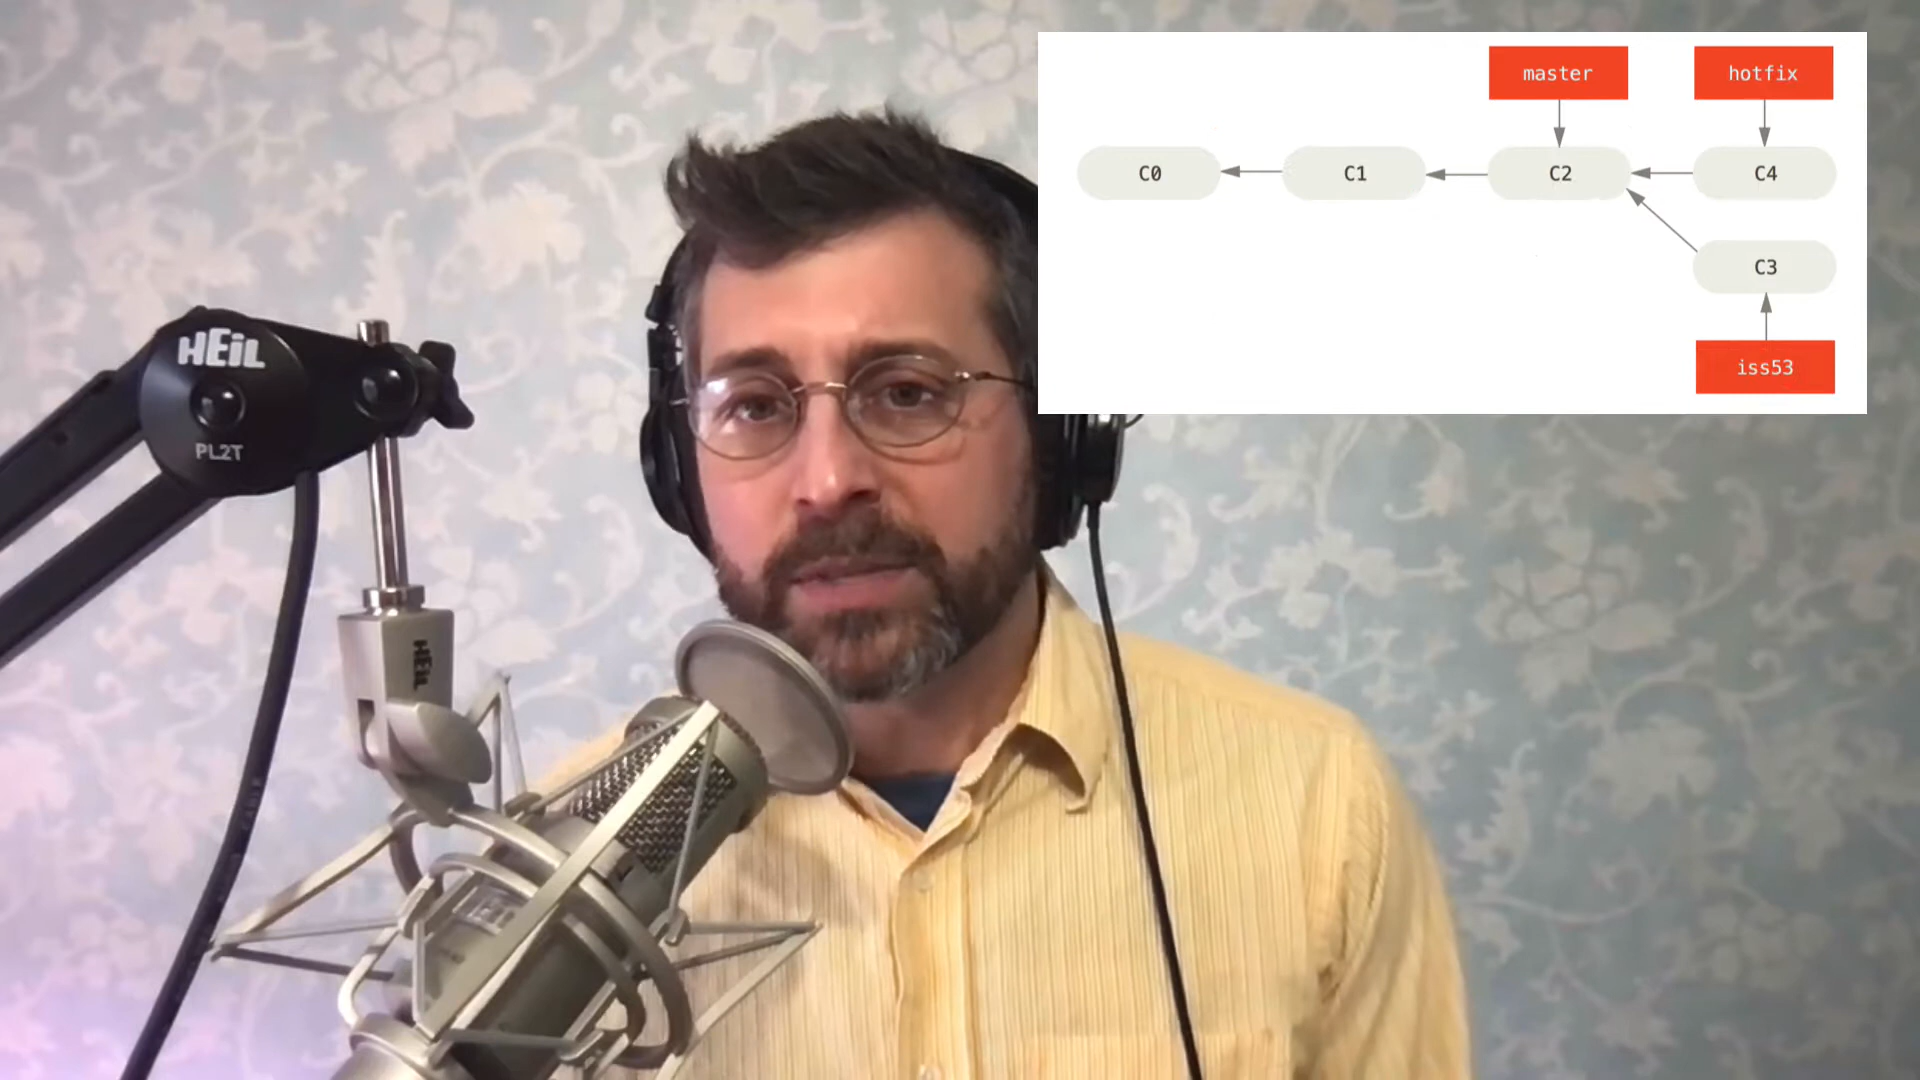 master
hotfix
C0
C1
C2
C4
C3
iss53
HEiL
PL2T
HEiL